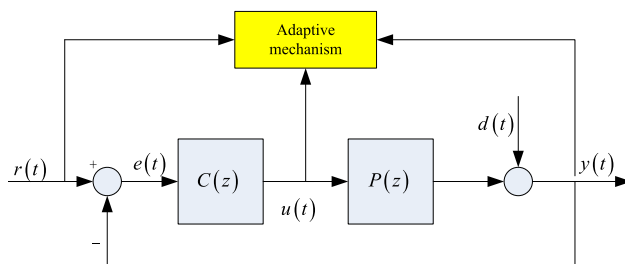 Adaptive
mechanism
d(t)
r(t)
+
e(t)
C(z)
u(t)
P(z)
y(t)
−